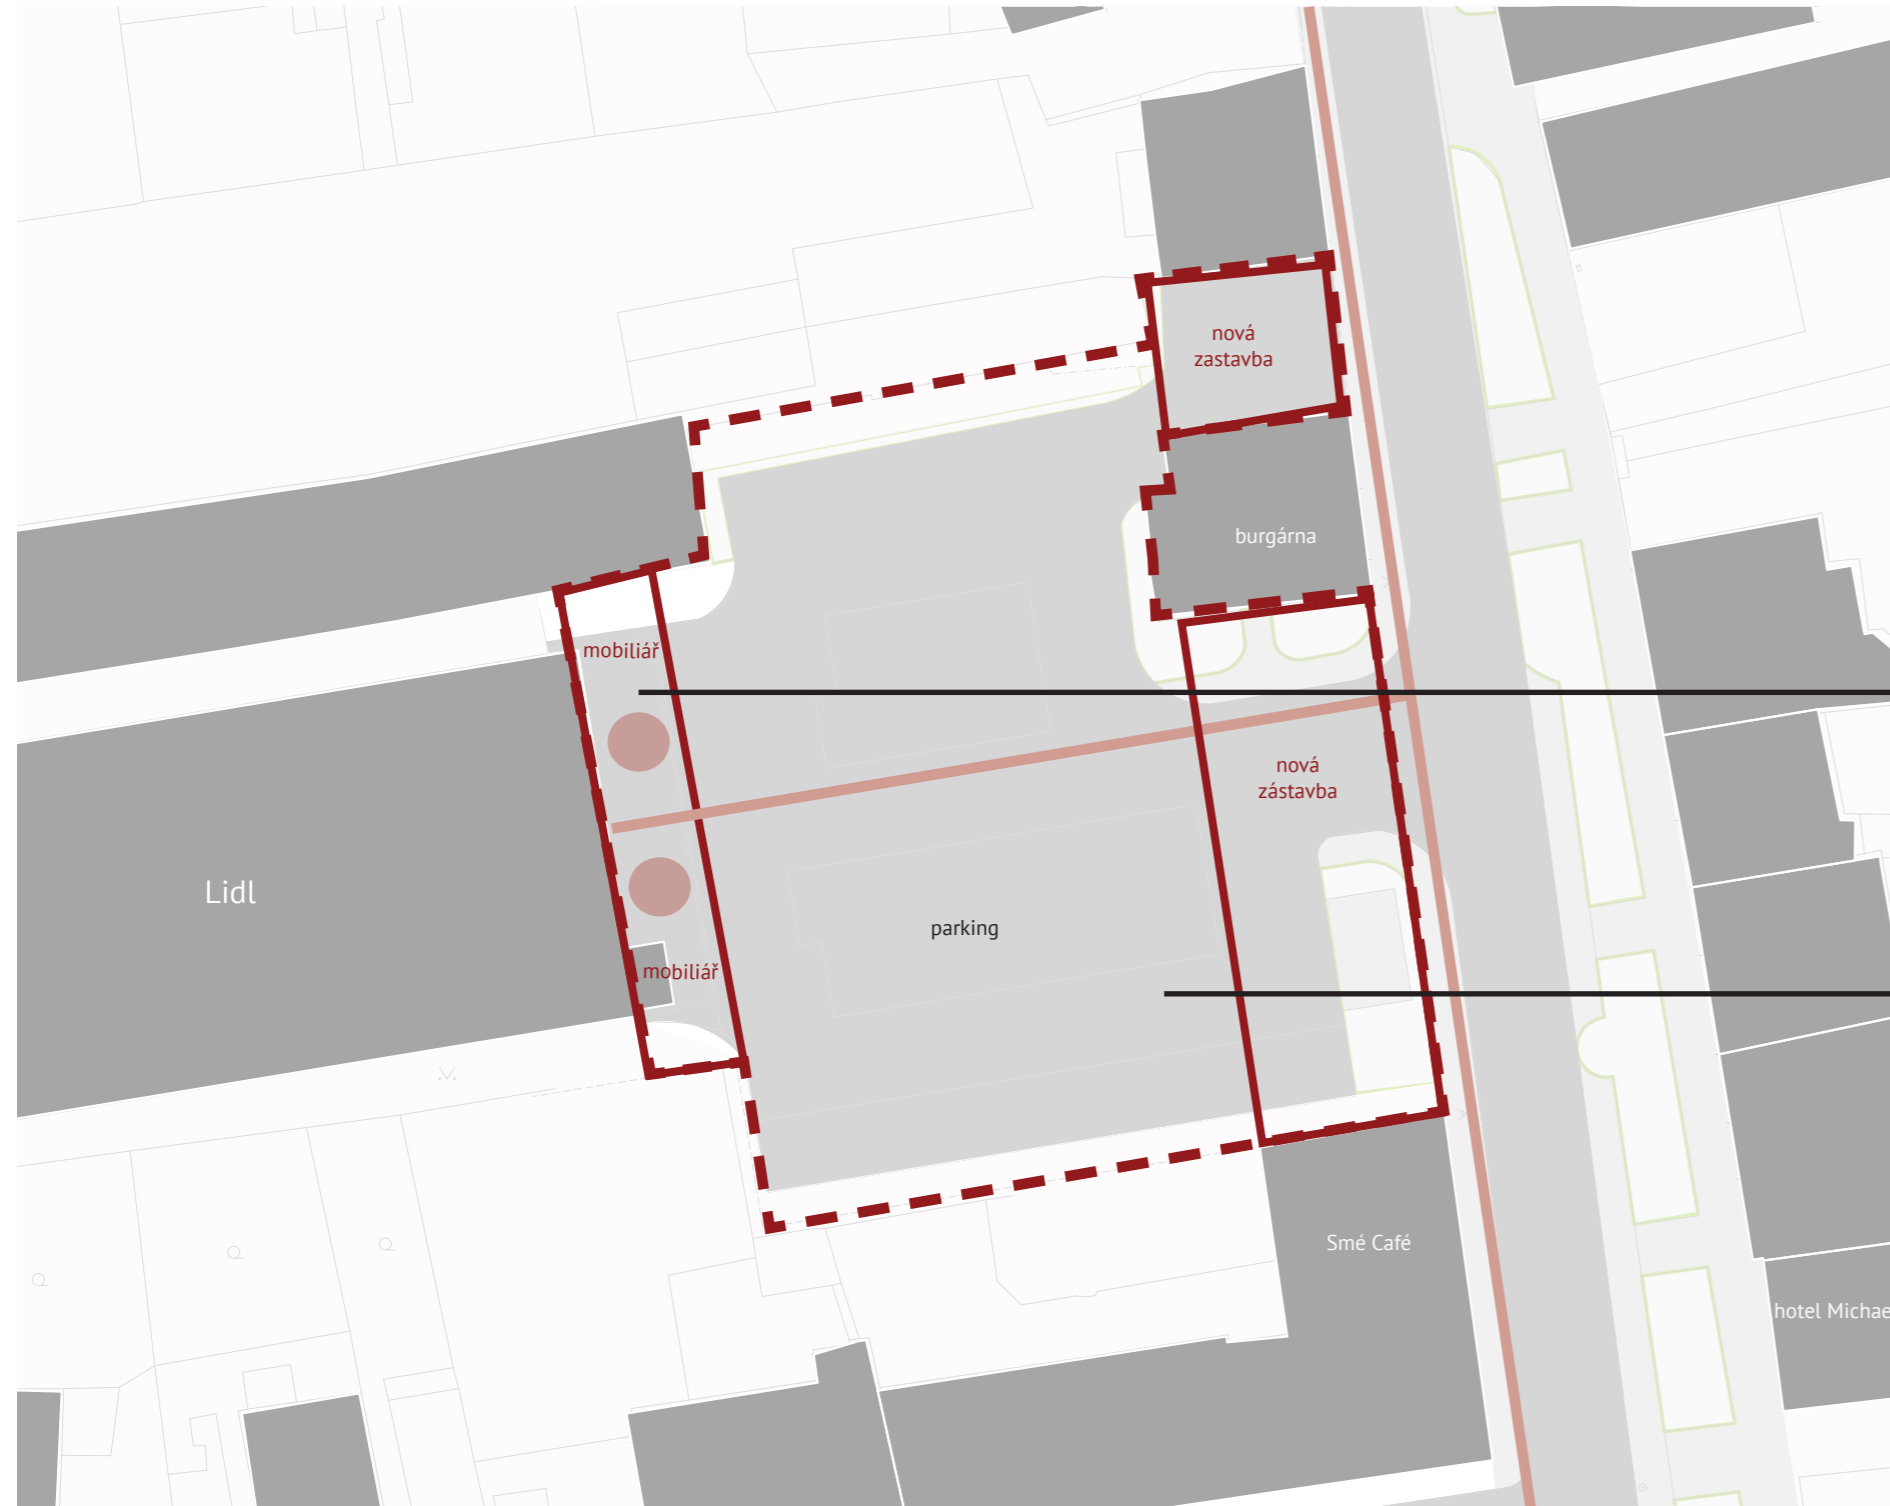 nová
zastavba
burgárna
mobiliář
nová
zástavba
Lidl
parking
mobiliář
Smé Café
hotel Michae